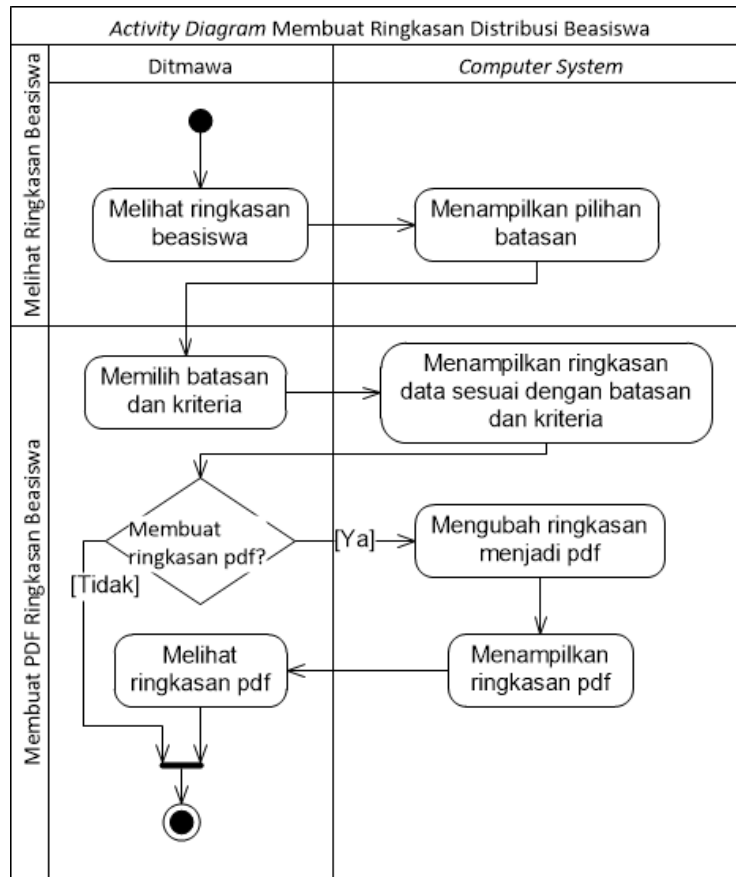 Activity Diagram Membuat Ringkasan Distribusi Beasiswa
Ditmawa
Computer System
Melihat Ringkasan Beasiswa
Melihat ringkasan
beasiswa
Menampilkan pilihan
batasan
Membuat PDF Ringkasan Beasiswa
Memilih batasan
dan kriteria
Menampilkan ringkasan
data sesuai dengan batasan
dan kriteria
Membuat
ringkasan pdf?
[Ya]
[Tidak]
Mengubah ringkasan
menjadi pdf
Melihat
ringkasan pdf
Menampilkan
ringkasan pdf